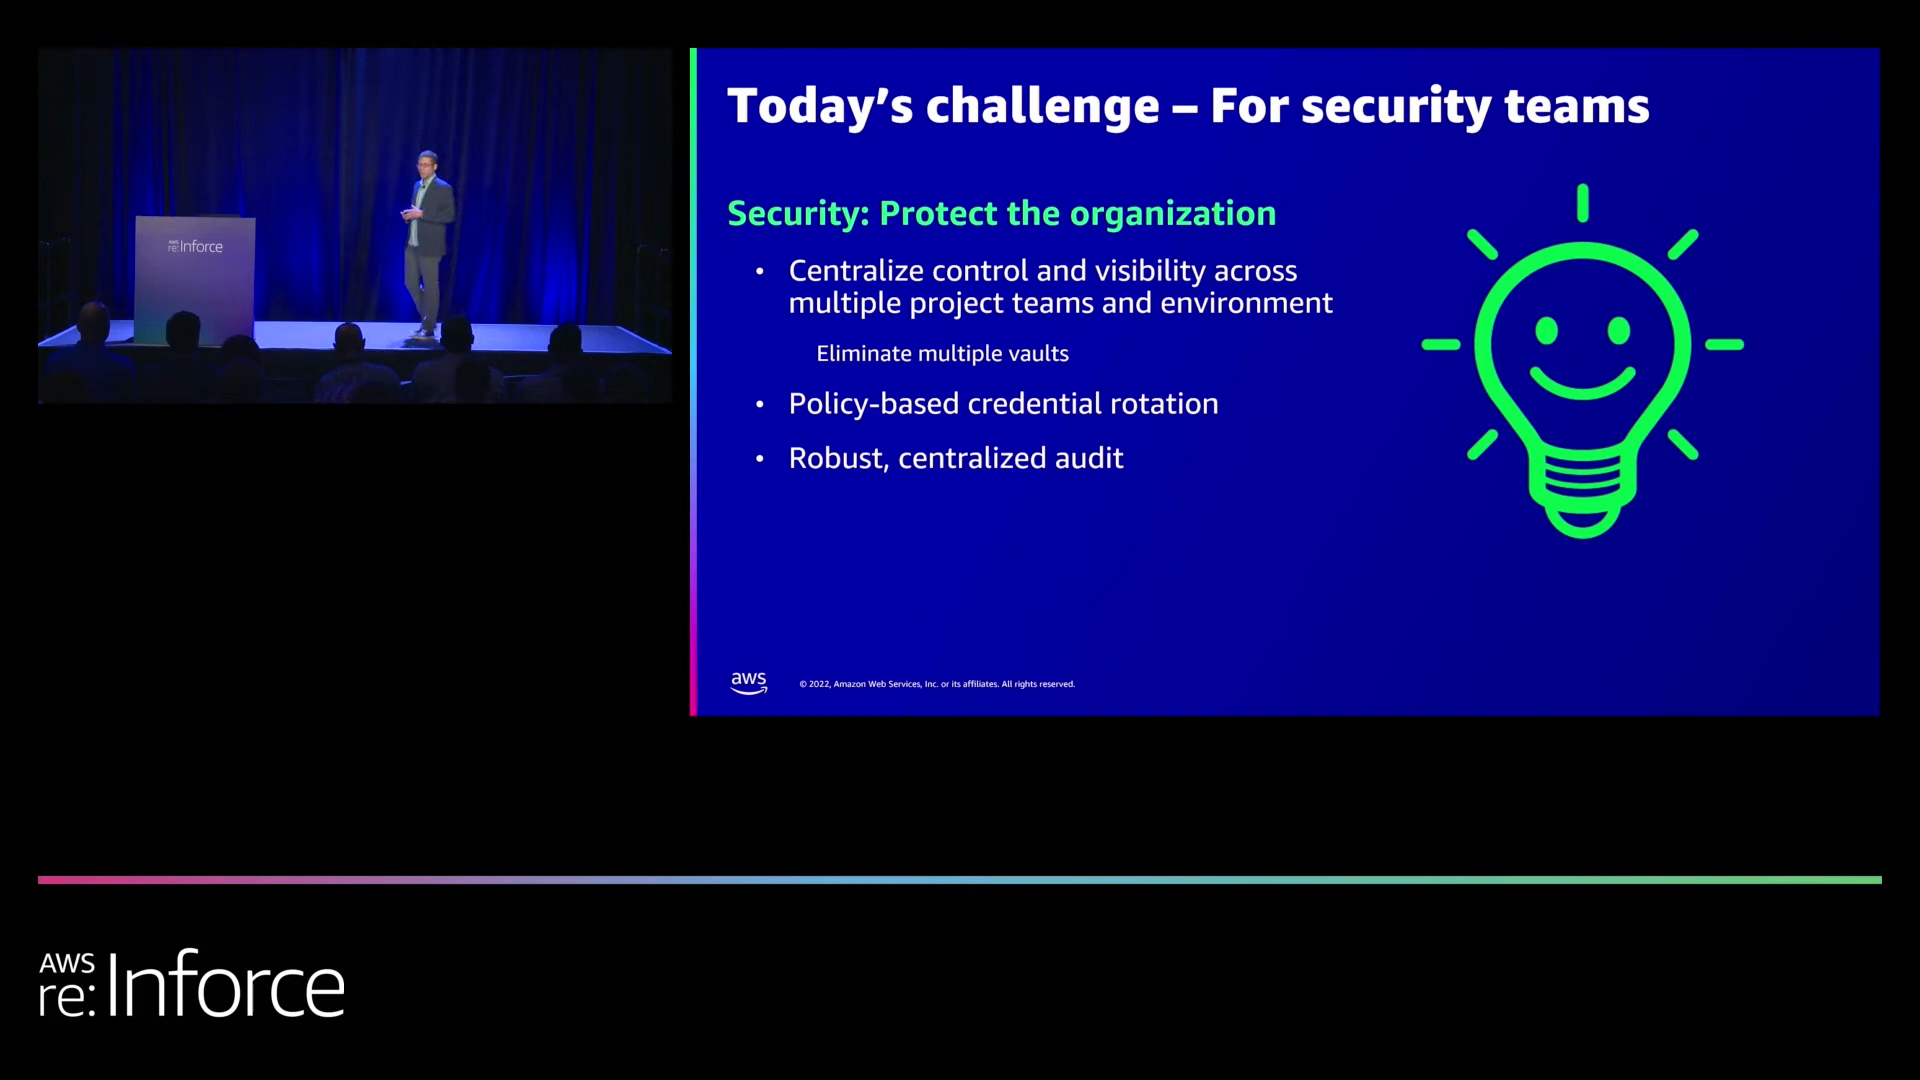 aws
re:Inforce
Today's challenge – For security teams
Security: Protect the organization
• Centralize control and visibility across
multiple project teams and environment
Eliminate multiple vaults
• Policy-based credential rotation
• Robust, centralized audit
aws
© 2022, Amazon Web Services, Inc. or its affiliates. All rights reserved.
AWS
re:Inforce